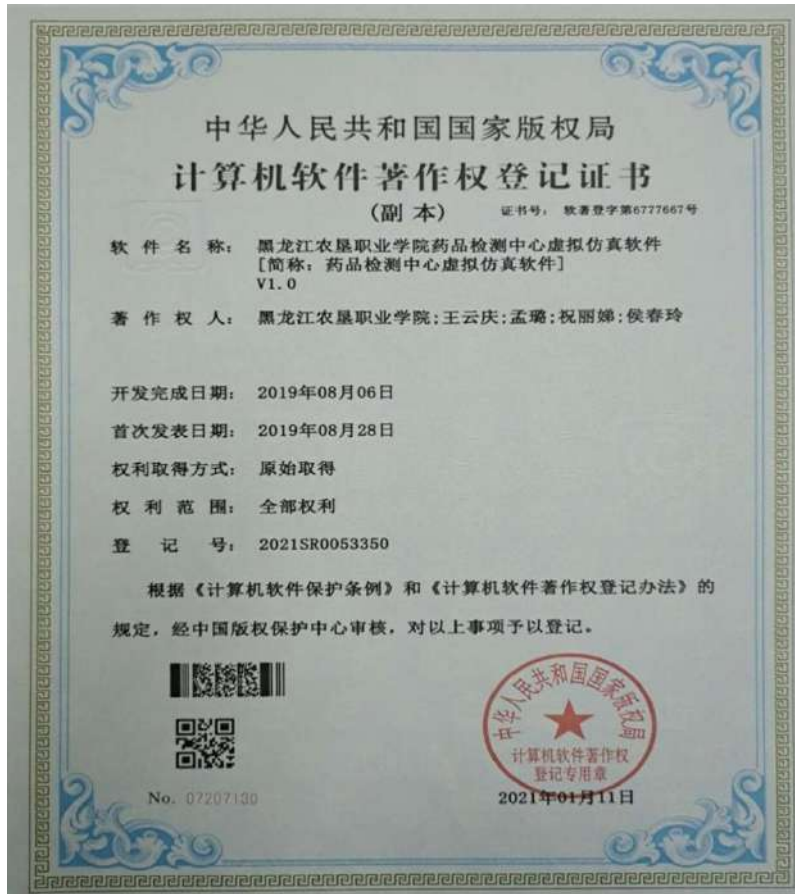 中华人民共和国国家版权局
计算机软件著作权登记证书
(副本)
证书号: 软著登字第6777667号
软件名称: 黑龙江农垦职业学院药品检测中心虚拟仿真软件
[简称: 药品检测中心虚拟仿真软件]
V1.0
著作权人: 黑龙江农垦职业学院;王云庆;孟璐;祝丽娣;侯春玲
开发完成日期: 2019年08月06日
首次发表日期: 2019年08月28日
权利取得方式: 原始取得
权利范围: 全部权利
登记号: 2021SR0053350
根据《计算机软件保护条例》和《计算机软件著作权登记办法》的
规定,经中国版权保护中心审核,对以上事项予以登记。
中华人民共和国国家版权局
计算机软件著作权
登记专用章
No. 07207130
2021年01月11日